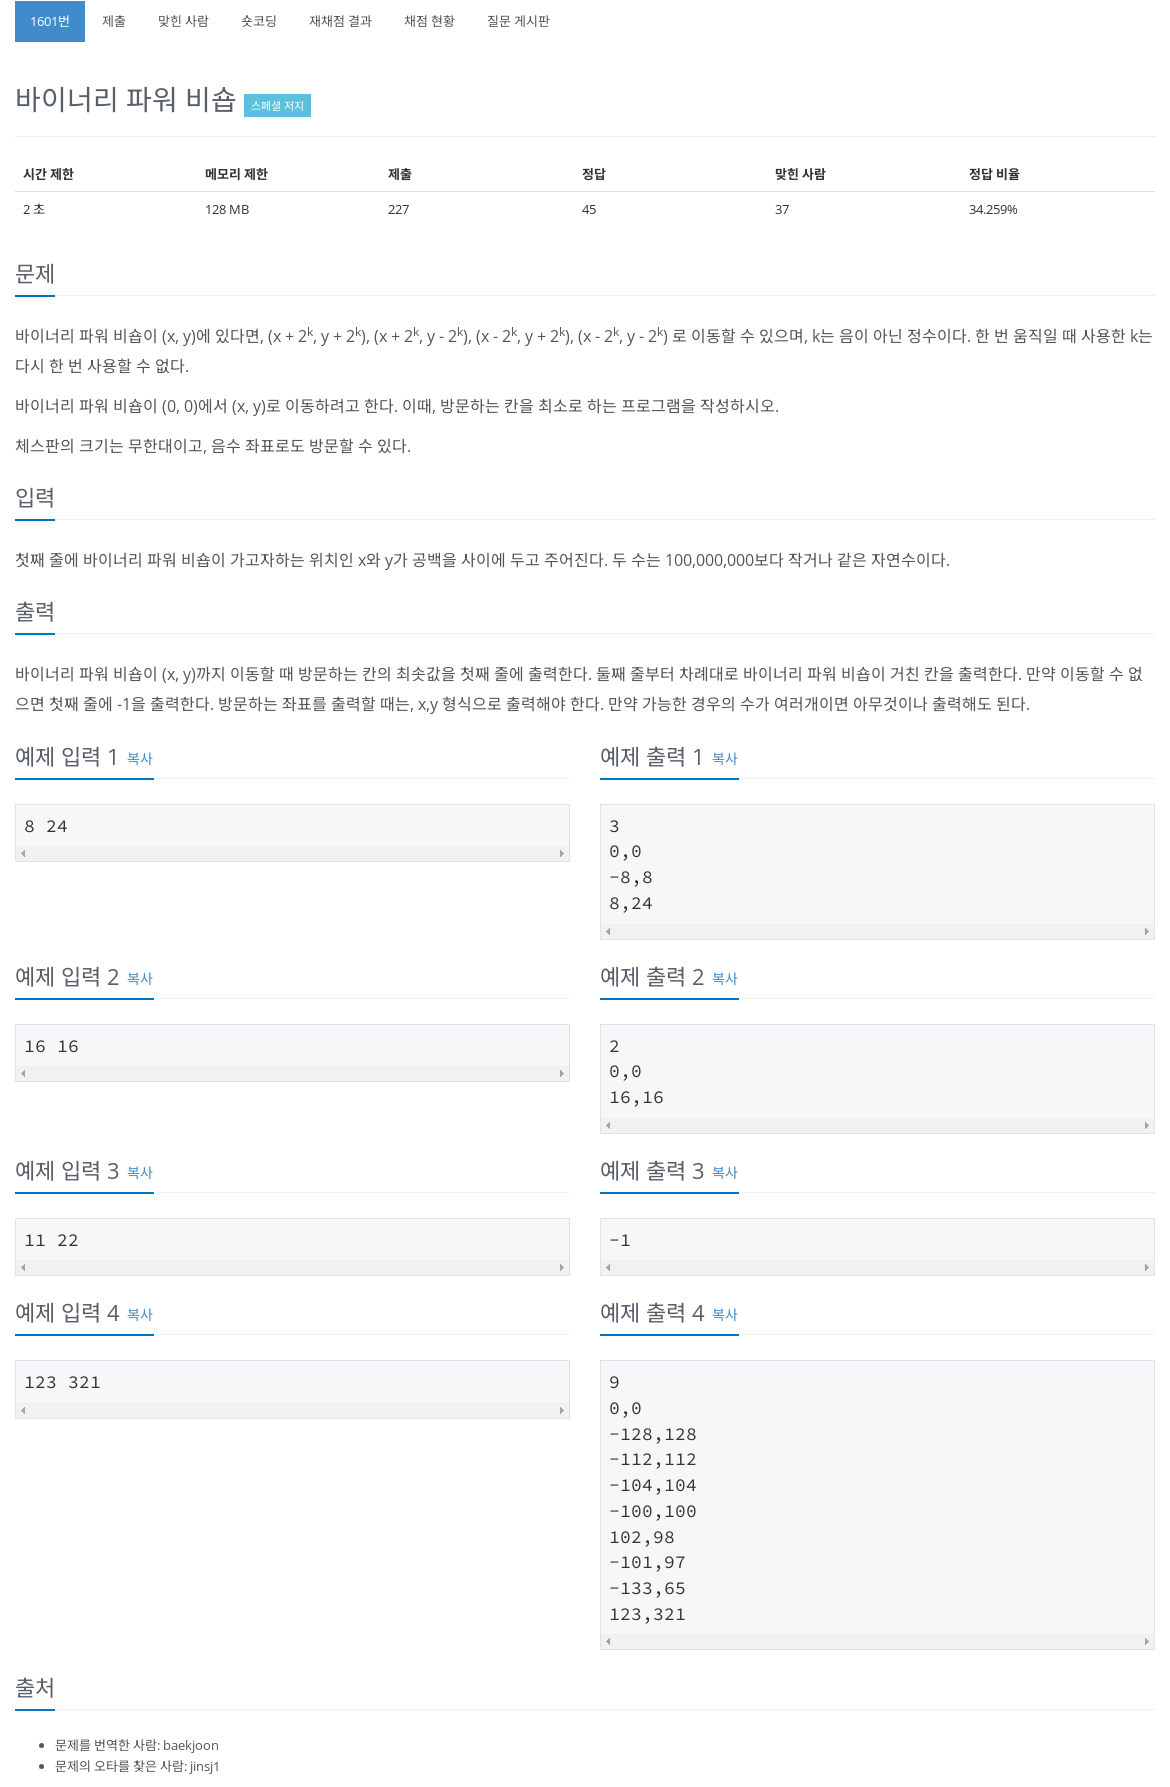 1601번 제출 맞힌 사람 숏코딩 재채점 결과 채점 현황 질문 게시판
바이너리 파워 비숍 스페셜 저지
시간 제한 메모리 제한 제출 정답 맞힌 사람 정답 비율
2 초 128 MB 227 45 37 34.259%
문제
바이너리 파워 비숍이 (x, y)에 있다면, (x + 2^k, y + 2^k), (x + 2^k, y - 2^k), (x - 2^k, y + 2^k), (x - 2^k, y - 2^k) 로 이동할 수 있으며, k는 음이 아닌 정수이다. 한 번 움직일 때 사용한 k는
다시 한 번 사용할 수 없다.
바이너리 파워 비숍이 (0, 0)에서 (x, y)로 이동하려고 한다. 이때, 방문하는 칸을 최소로 하는 프로그램을 작성하시오.
체스판의 크기는 무한대이고, 음수 좌표로도 방문할 수 있다.
입력
첫째 줄에 바이너리 파워 비숍이 가고자하는 위치인 x와 y가 공백을 사이에 두고 주어진다. 두 수는 100,000,000보다 작거나 같은 자연수이다.
출력
바이너리 파워 비숍이 (x, y)까지 이동할 때 방문하는 칸의 최솟값을 첫째 줄에 출력한다. 둘째 줄부터 차례대로 바이너리 파워 비숍이 거친 칸을 출력한다. 만약 이동할 수 없
으면 첫째 줄에 -1을 출력한다. 방문하는 좌표를 출력할 때는, x,y 형식으로 출력해야 한다. 만약 가능한 경우의 수가 여러개이면 아무것이나 출력해도 된다.
예제 입력 1 복사
8 24
예제 출력 1 복사
3
0,0
-8,8
8,24
예제 입력 2 복사
16 16
예제 출력 2 복사
2
0,0
16,16
예제 입력 3 복사
11 22
예제 출력 3 복사
-1
예제 입력 4 복사
123 321
예제 출력 4 복사
9
0,0
-128,128
-112,112
-104,104
-100,100
102,98
-101,97
-133,65
123,321
출처
문제를 번역한 사람: baekjoon
문제의 오타를 찾은 사람: jinsj1